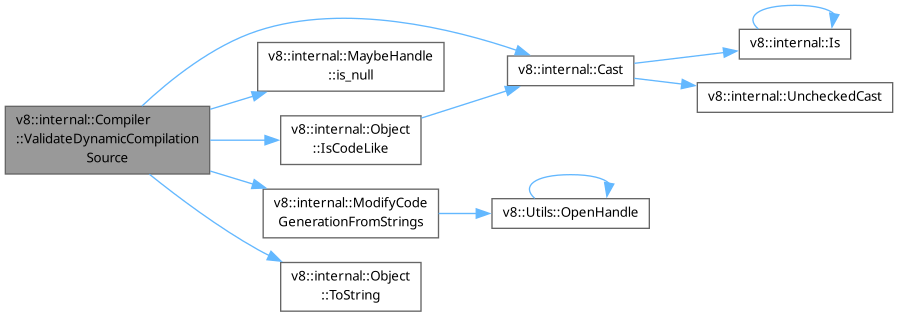 v8::internal::Compiler
::ValidateDynamicCompilation
Source
v8::internal::MaybeHandle
::is_null
v8::internal::Object
::IsCodeLike
v8::internal::ModifyCode
GenerationFromStrings
v8::internal::Object
::ToString
v8::internal::Cast
v8::Utils::OpenHandle
v8::internal::Is
v8::internal::UncheckedCast